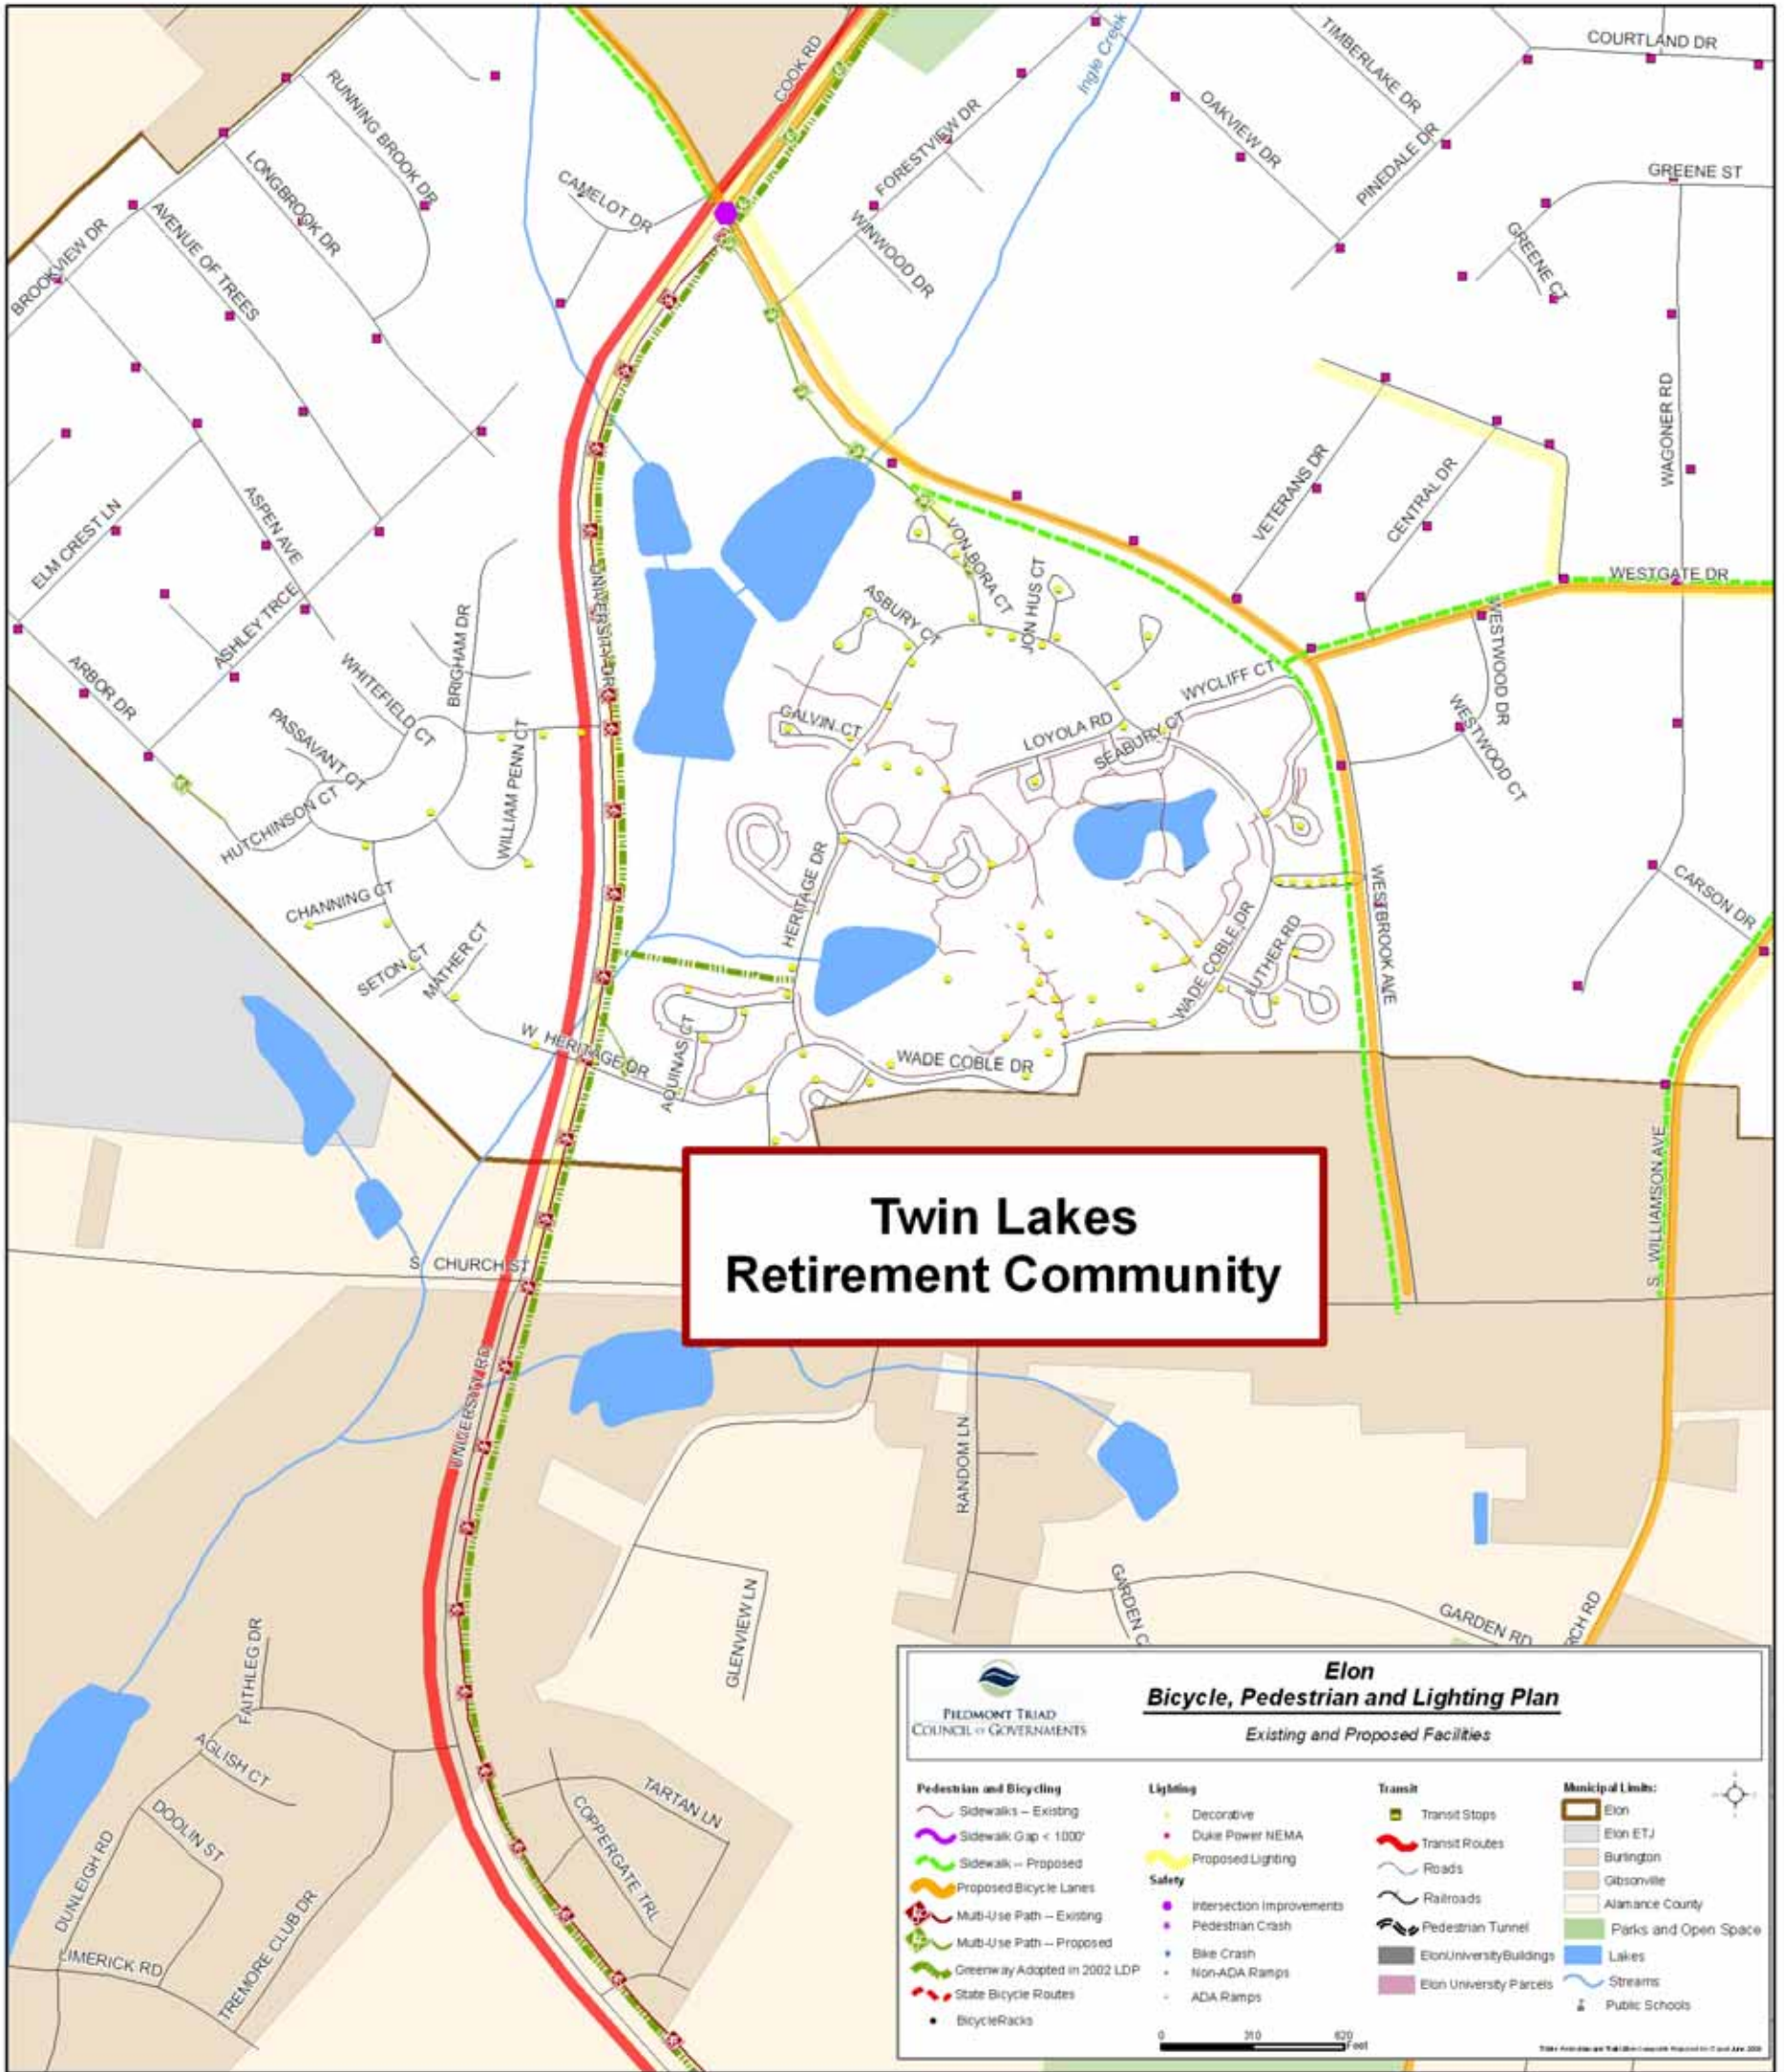 COURTLAND DR
TIMBERLAKE DR
COOK RD
Ingle Creek
RUNNING BROOK DR
OAKVIEW DR
FORESTVIEW DR
PINEDALE DR
LONGBROOK DR
GREENE ST
CAMELOT DR
AVENUE OF TREES
WINWOOD DR
BROOKVIEW DR
GREENE CT
WAGONER RD
VETERANS DR
CENTRAL DR
ASPEN AVE
ELM CREST LN
VON BORA CT
WESTGATE DR
JON HUS CT
ASBURY CT
ASHLEY TRCE
UNIVERSITY DR
WESTWOOD DR
BRIGHAM DR
ARBOR DR
WHITEFIELD CT
WYCLIFF CT
PASSAVANT CT
GALVIN CT
LOYOLA RD
SEABURY CT
WESTWOOD CT
WILLIAM PENN CT
HUTCHINSON CT
HERITAGE DR
WESTBROOK AVE
CARSON DR
CHANNING CT
WADE COBLE DR
LUTHER RD
SETON CT
MATHER CT
W HERITAGE DR
AQUINAS CT
WADE COBLE DR
S. WILLIAMSON AVE
Twin Lakes
Retirement Community
S CHURCH ST
UNIVERSITY RD
RANDOM LN
GLENVIEW LN
GARDEN C
GARDEN RD
RCH RD
FAITHLEG DR
AGLISH CT
DOOLIN ST
DUNLEIGH RD
LIMERICK RD
TREMORE CLUB DR
TARTAN LN
COPPERGATE TRL
PIEDMONT TRIAD
COUNCIL of GOVERNMENTS
Elon
Bicycle, Pedestrian and Lighting Plan
Existing and Proposed Facilities
Pedestrian and Bicycling
Sidewalks -- Existing
Sidewalk Gap < 1000'
Sidewalk -- Proposed
Proposed Bicycle Lanes
Multi-Use Path -- Existing
Multi-Use Path -- Proposed
Greenway Adopted in 2002 LDP
State Bicycle Routes
BicycleRacks
Lighting
Decorative
Duke Power NEMA
Proposed Lighting
Safety
Intersection Improvements
Pedestrian Crash
Bike Crash
Non-ADA Ramps
ADA Ramps
0 310 620
Feet
Transit
Transit Stops
Transit Routes
Roads
Railroads
Pedestrian Tunnel
ElonUniversityBuildings
Elon University Parcels
Municipal Limits:
Elon
Elon ETJ
Burlington
Gibsonville
Alamance County
Parks and Open Space
Lakes
Streams
Public Schools